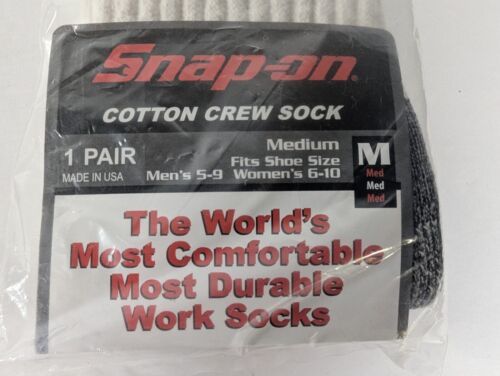 Snap-on
COTTON CREW SOCK
1 PAIR
MADE IN USA
Medium
Fits Shoe Size
Men's 5-9 Women's 6-10
M
Med
Med
Med
The World's
Most Comfortable
Most Durable
Work Socks